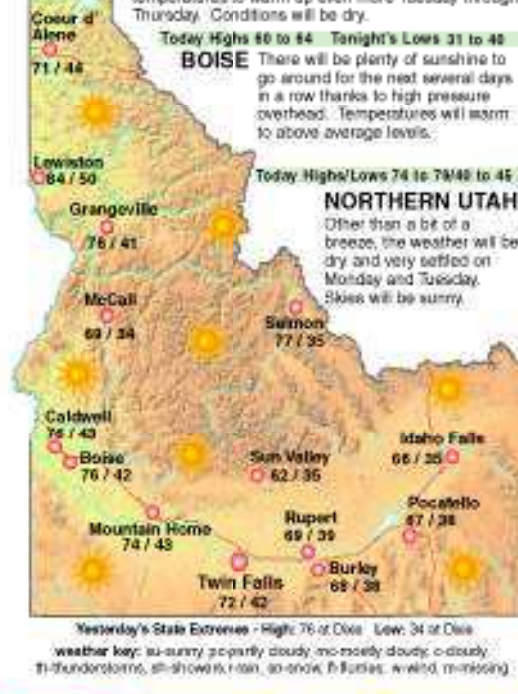 temperatures to warm up even more Tuesday through
Thursday. Conditions will be dry.
Today Highs 60 to 64 Tonight's Lows 31 to 40
BOISE There will be plenty of sunshine to
go around for the next several days
in a row thanks to high pressure
overhead. Temperatures will warm
to above average levels.
Today Highs/Lows 74 to 79/40 to 45
NORTHERN UTAH
Other than a bit of a
breeze, the weather will be
dry and very settled on
Monday and Tuesday.
Skies will be sunny.
Coeur d'
Alene
71 / 44
Lewiston
84 / 50
Grangeville
76 / 41
McCall
69 / 34
Salmon
77 / 35
Caldwell
76 / 43
Boise
76 / 42
Sun Valley
62 / 35
Idaho Falls
66 / 35
Mountain Home
74 / 43
Rupert
69 / 39
Pocatello
67 / 38
Twin Falls
72 / 42
Burley
68 / 38
Yesterday's State Extremes - High: 76 at Dixie Low: 34 at Dixie
weather key: su-sunny, pc-partly cloudy, mc-mostly cloudy, c-cloudy,
th-thunderstorms, sh-showers, r-rain, sn-snow, fl-flurries, w-wind, m-missing